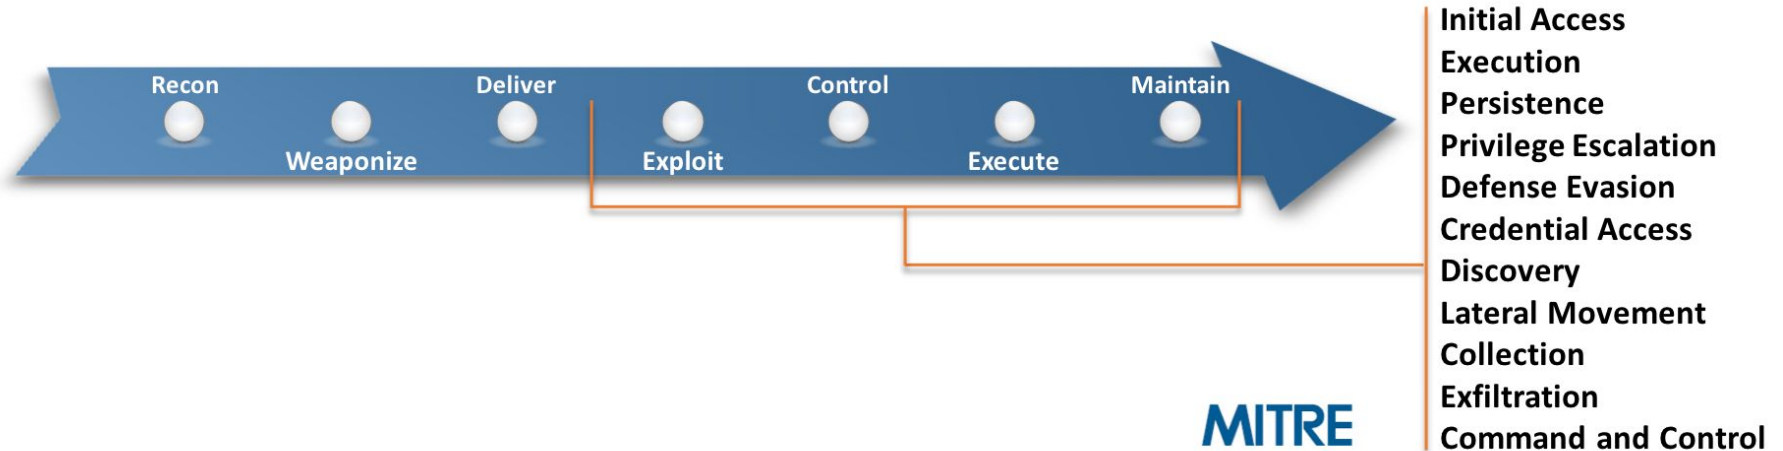 Recon
Weaponize
Deliver
Exploit
Control
Execute
Maintain
Initial Access
Execution
Persistence
Privilege Escalation
Defense Evasion
Credential Access
Discovery
Lateral Movement
Collection
Exfiltration
Command and Control
MITRE